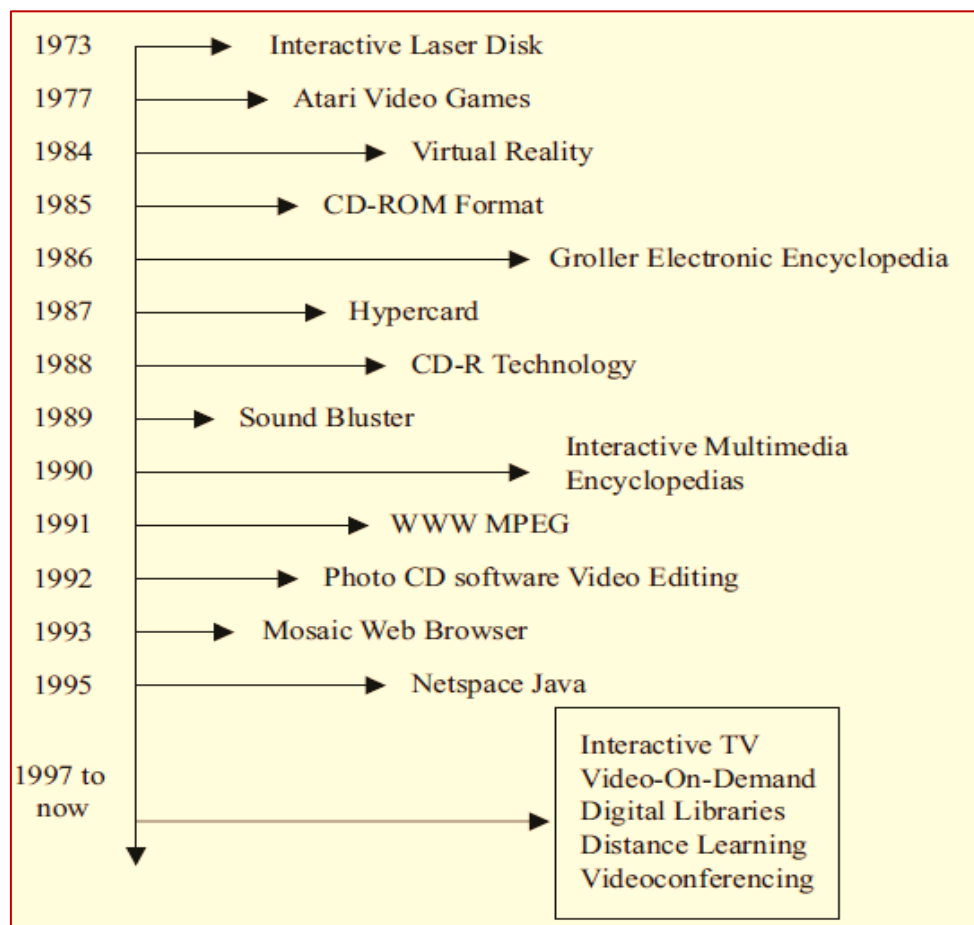 1973 Interactive Laser Disk
1977 Atari Video Games
1984 Virtual Reality
1985 CD-ROM Format
1986 Groller Electronic Encyclopedia
1987 Hypercard
1988 CD-R Technology
1989 Sound Bluster
1990 Interactive Multimedia
Encyclopedias
1991 WWW MPEG
1992 Photo CD software Video Editing
1993 Mosaic Web Browser
1995 Netspace Java
1997 to
now
Interactive TV
Video-On-Demand
Digital Libraries
Distance Learning
Videoconferencing